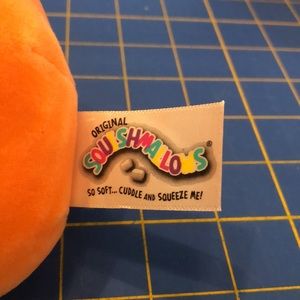 ORIGINAL
SQUISHMALLOWS®
SO SOFT... CUDDLE AND SQUEEZE ME!